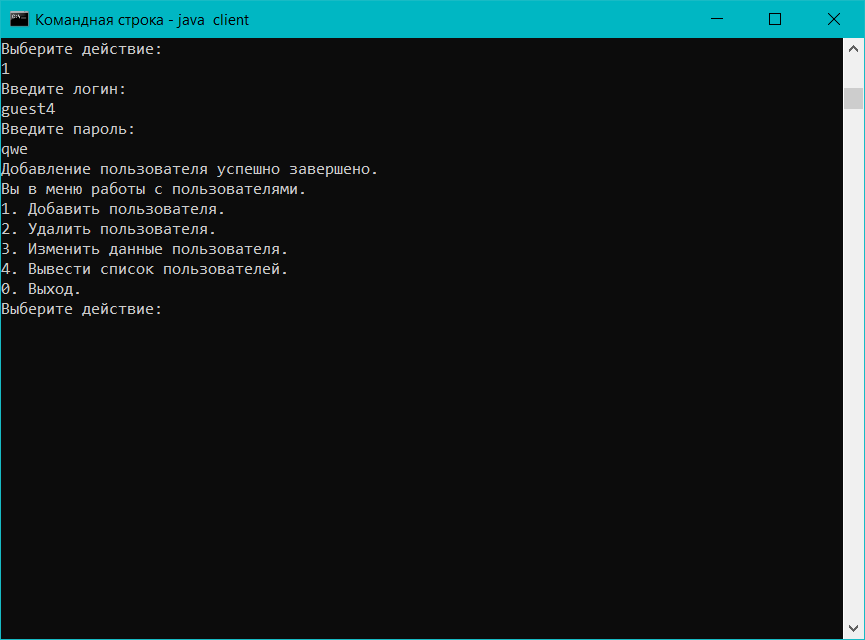 Командная строка - java  client
Выберите действие:
1
Введите логин:
guest4
Введите пароль:
qwe
Добавление пользователя успешно завершено.
Вы в меню работы с пользователями.
1. Добавить пользователя.
2. Удалить пользователя.
3. Изменить данные пользователя.
4. Вывести список пользователей.
0. Выход.
Выберите действие: